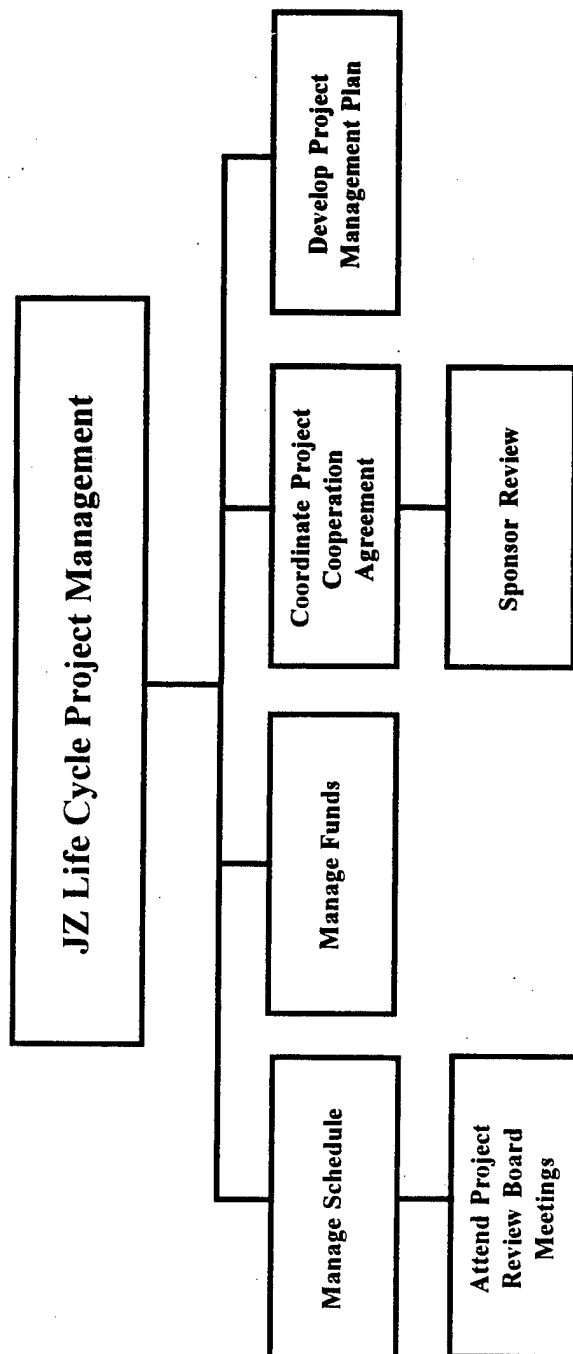 JZ Life Cycle Project Management
Manage Schedule
Manage Funds
Coordinate Project
Cooperation
Agreement
Develop Project
Management Plan
Attend Project
Review Board
Meetings
Sponsor Review